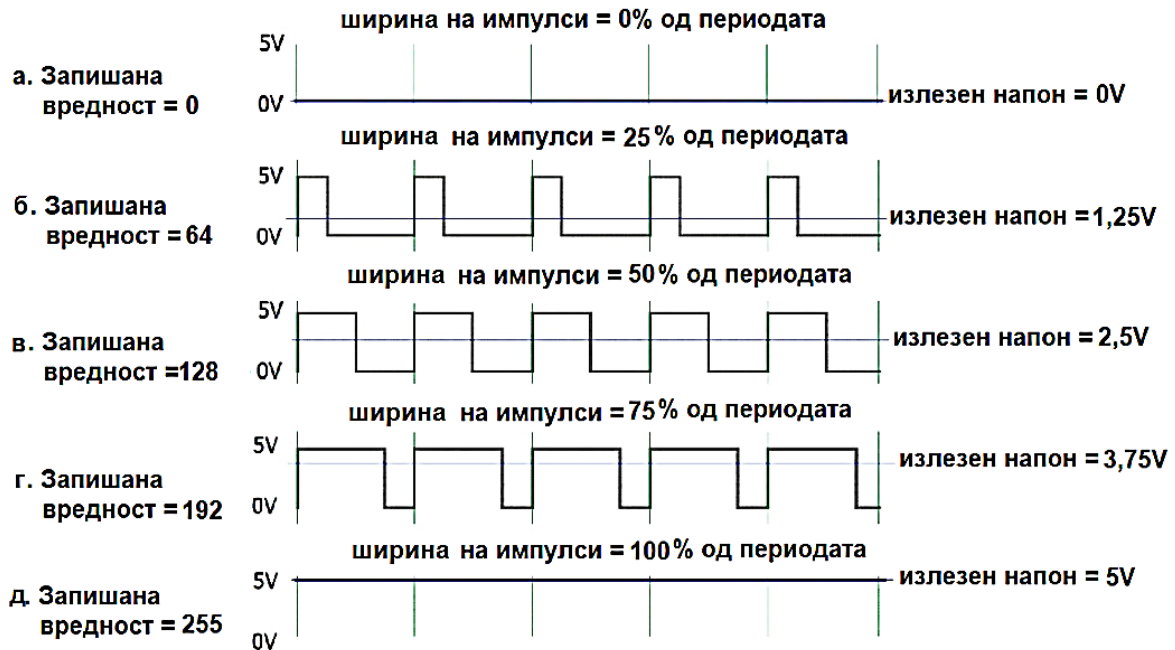 ширина на импулси = 0% од периодата
5V
а. Запишана
вредност = 0
0V
излезен напон = 0V
ширина на импулси = 25% од периодата
5V
б. Запишана
вредност = 64
0V
излезен напон = 1,25V
ширина на импулси = 50% од периодата
5V
в. Запишана
вредност =128
0V
излезен напон = 2,5V
ширина на импулси = 75% од периодата
5V
г. Запишана
вредност = 192
0V
излезен напон = 3,75V
ширина на импулси = 100% од периодата
5V
д. Запишана
вредност = 255
0V
излезен напон = 5V